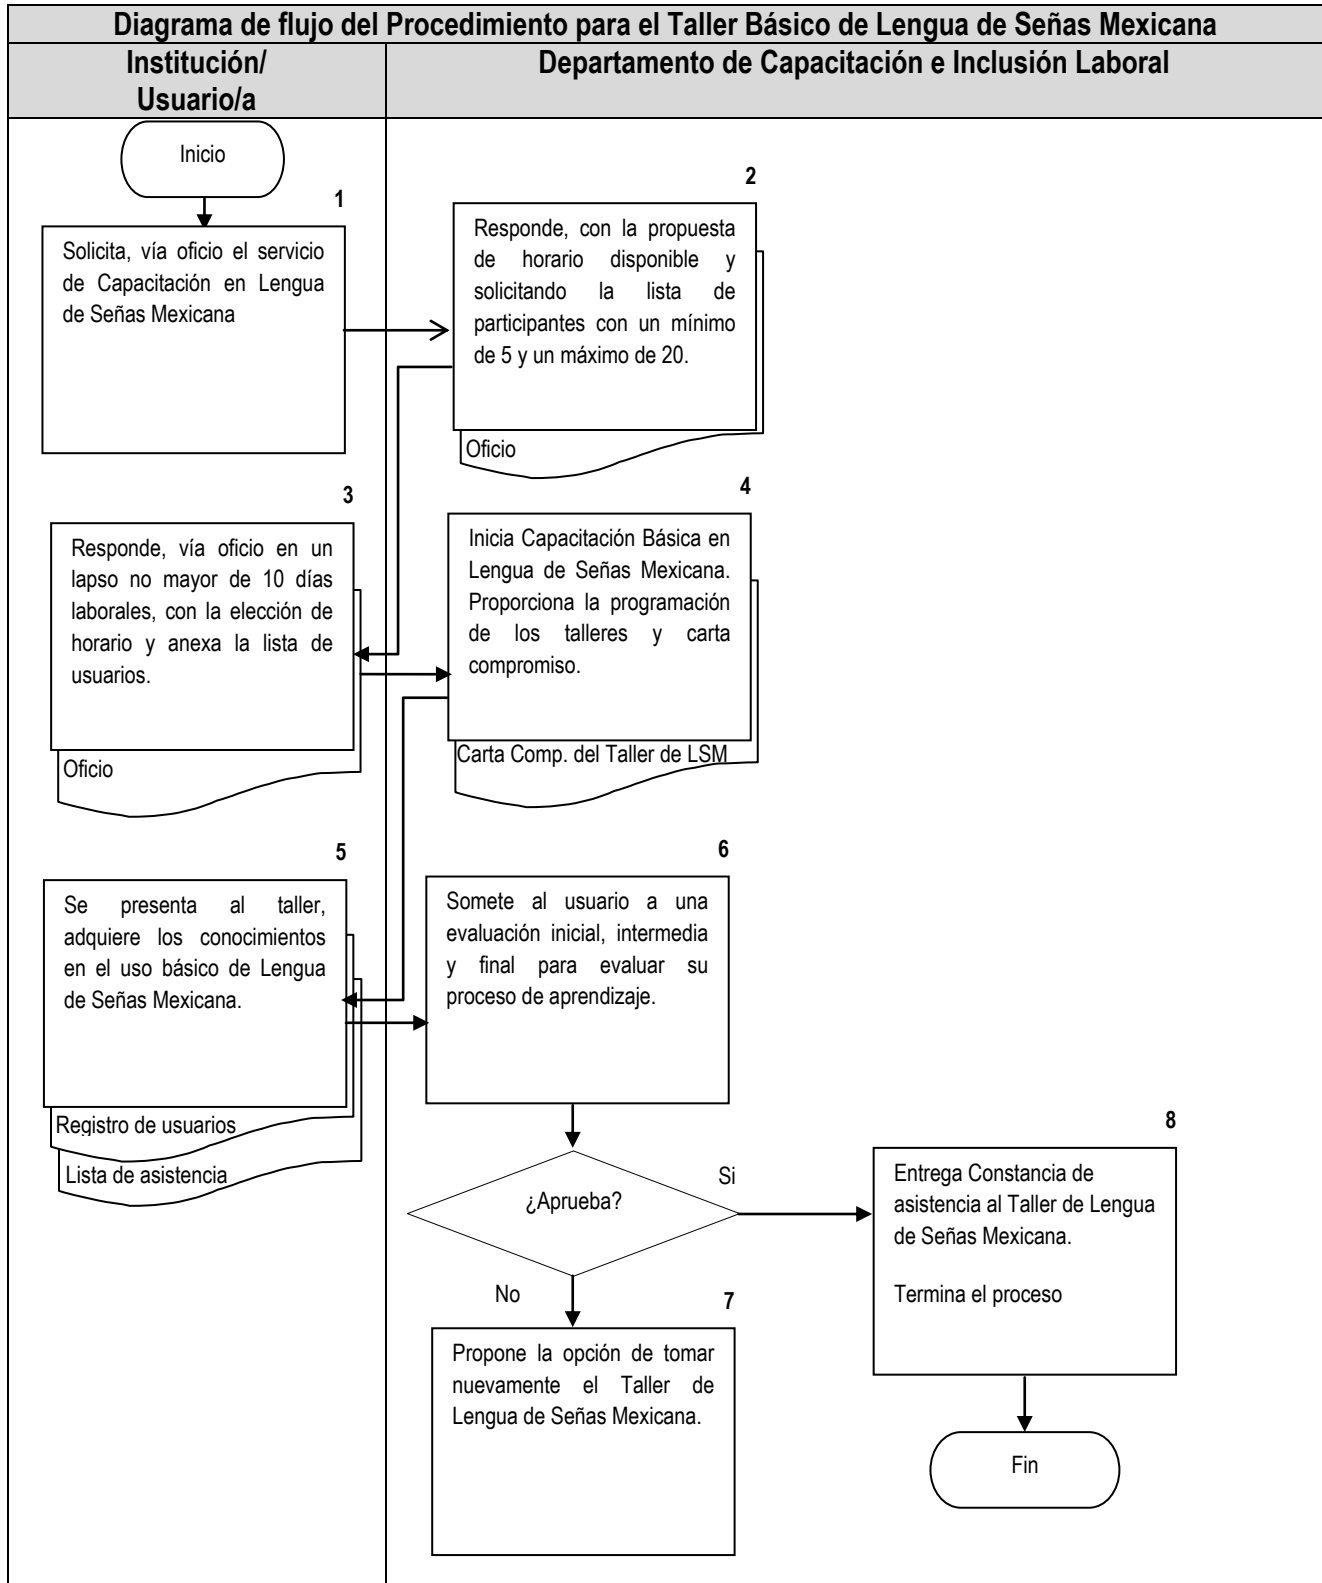 Diagrama de flujo del Procedimiento para el Taller Básico de Lengua de Señas Mexicana
Institución/
Usuario/a
Departamento de Capacitación e Inclusión Laboral
Inicio
1
Solicita, vía oficio el servicio
de Capacitación en Lengua
de Señas Mexicana
2
Responde, con la propuesta
de horario disponible y
solicitando la lista de
participantes con un mínimo
de 5 y un máximo de 20.
Oficio
3
Responde, vía oficio en un
lapso no mayor de 10 días
laborales, con la elección de
horario y anexa la lista de
usuarios.
Oficio
4
Inicia Capacitación Básica en
Lengua de Señas Mexicana.
Proporciona la programación
de los talleres y carta
compromiso.
Carta Comp. del Taller de LSM
5
Se presenta al taller,
adquiere los conocimientos
en el uso básico de Lengua
de Señas Mexicana.
Registro de usuarios
Lista de asistencia
6
Somete al usuario a una
evaluación inicial, intermedia
y final para evaluar su
proceso de aprendizaje.
¿Aprueba?
Si
No
7
Propone la opción de tomar
nuevamente el Taller de
Lengua de Señas Mexicana.
8
Entrega Constancia de
asistencia al Taller de Lengua
de Señas Mexicana.
Termina el proceso
Fin